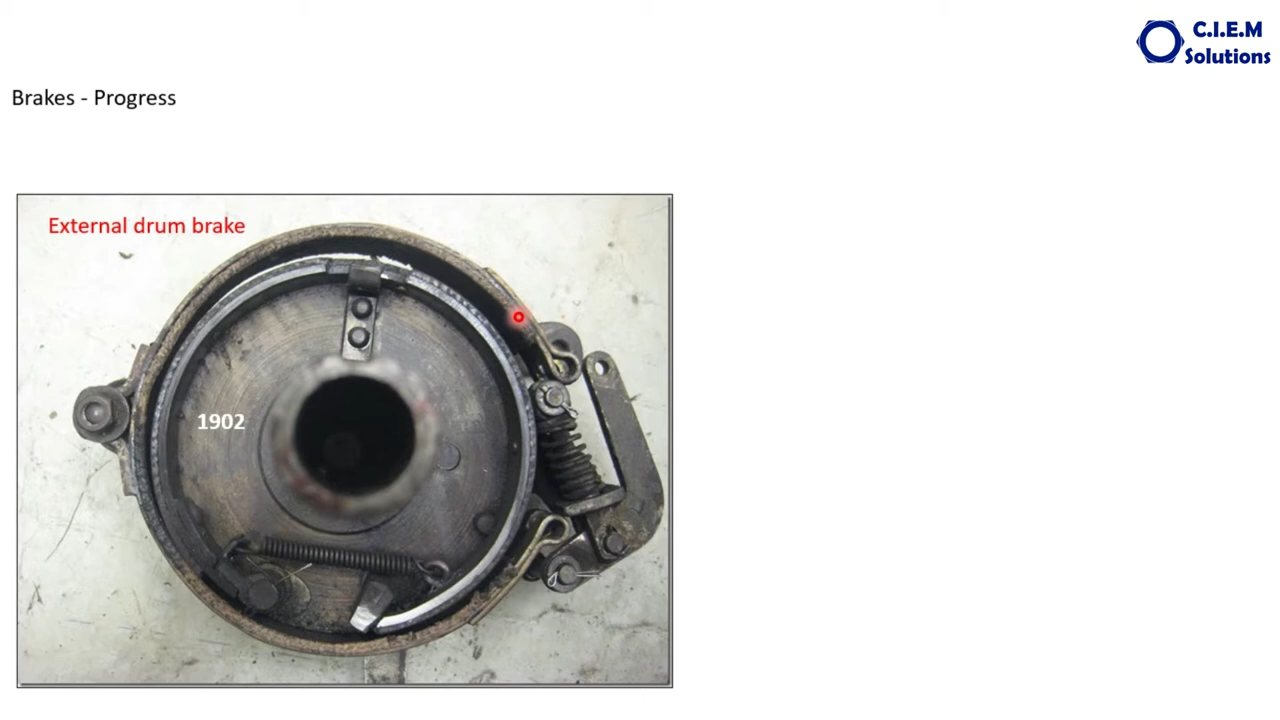 C.I.E.M
Solutions
Brakes - Progress
External drum brake
1902